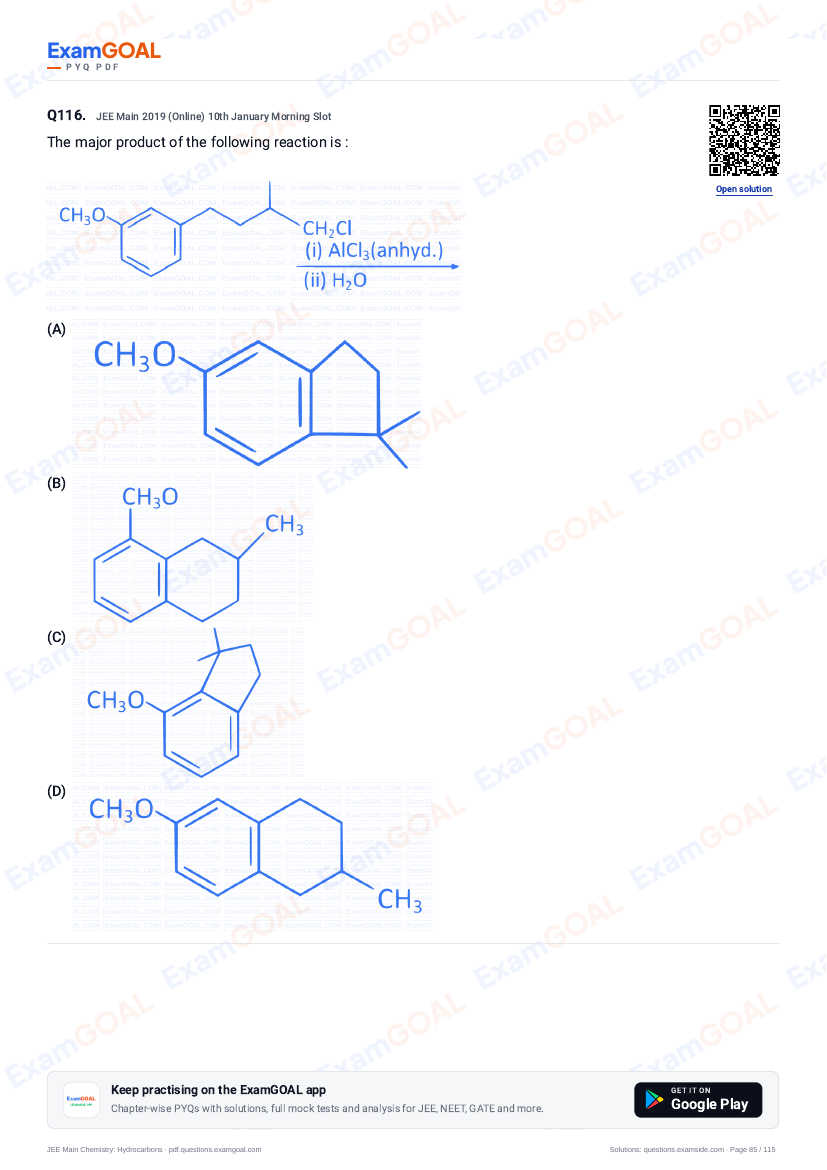 ExamGOAL
PYQ PDF
Q116. JEE Main 2019 (Online) 10th January Morning Slot
The major product of the following reaction is :
Open solution
CH₃O
CH₂Cl
(i) AlCl₃(anhyd.)
(ii) H₂O
(A)
CH₃O
(B)
CH₃O
CH₃
(C)
CH₃O
(D)
CH₃O
CH₃
Keep practising on the ExamGOAL app
Chapter-wise PYQs with solutions, full mock tests and analysis for JEE, NEET, GATE and more.
GET IT ON
Google Play
JEE Main Chemistry: Hydrocarbons · pdf.questions.examgoal.com
Solutions: questions.examside.com · Page 85 / 115